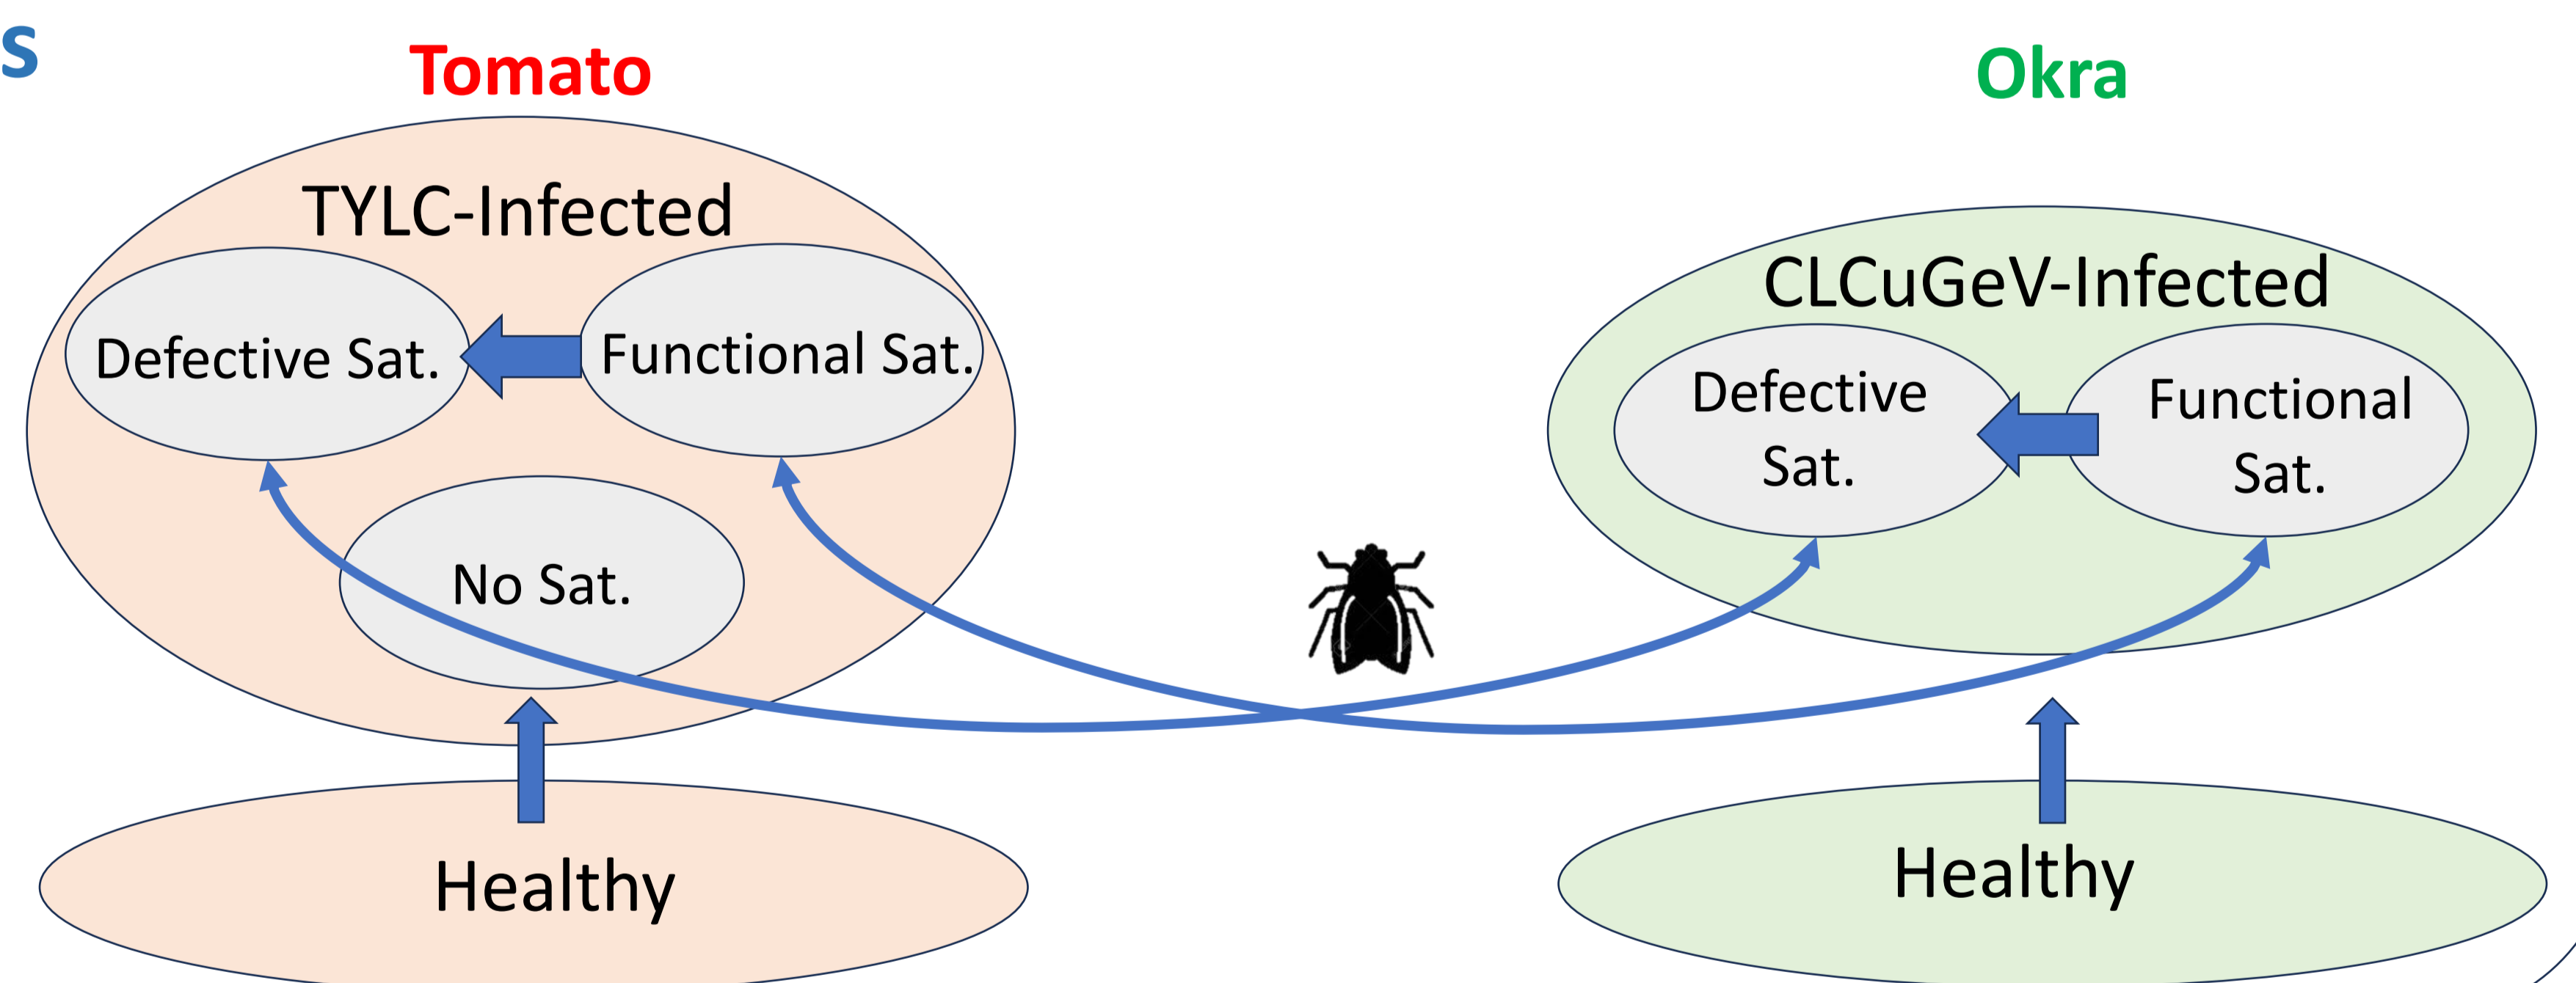 s
Tomato
Okra
TYLC-Infected
CLCuGeV-Infected
Defective Sat.
Functional Sat.
Defective
Sat.
Functional
Sat.
No Sat.
Healthy
Healthy